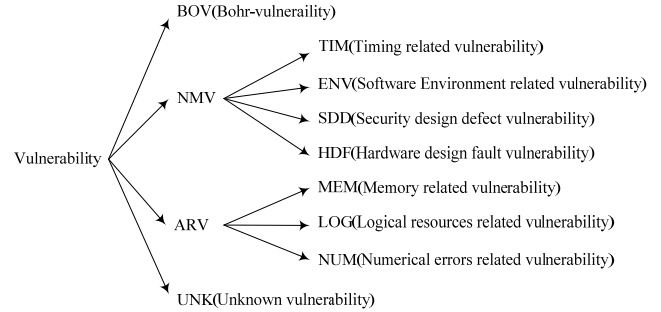 BOV(Bohr-vulneraility)
TIM(Timing related vulnerability)
ENV(Software Environment related vulnerability)
NMV
SDD(Security design defect vulnerability)
HDF(Hardware design fault vulnerability)
Vulnerability
MEM(Memory related vulnerability)
LOG(Logical resources related vulnerability)
ARV
NUM(Numerical errors related vulnerability)
UNK(Unknown vulnerability)